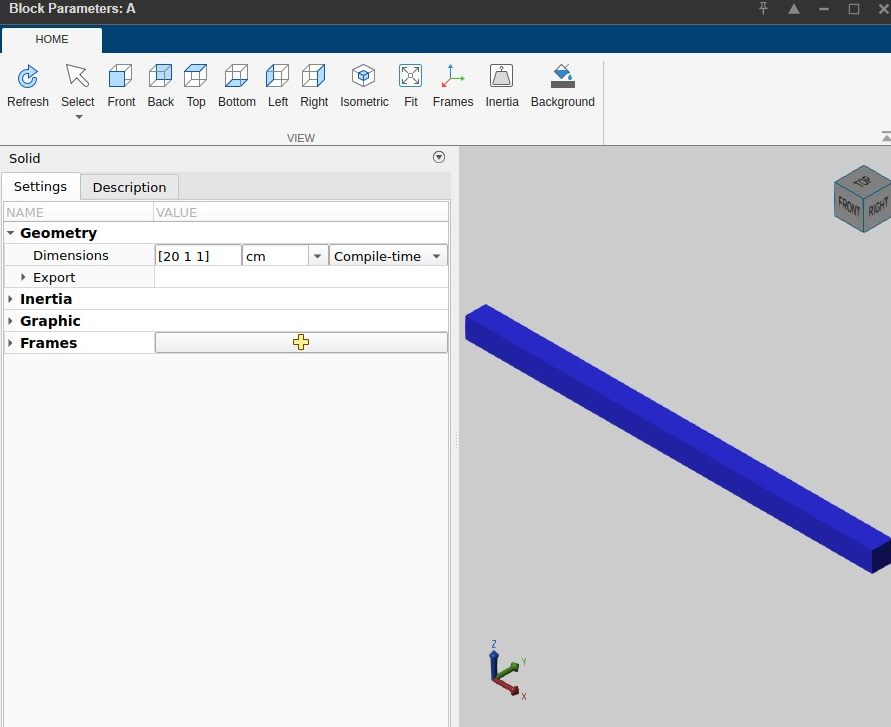 Block Parameters: A
HOME
Refresh Select Front Back Top Bottom Left Right Isometric Fit Frames Inertia Background
VIEW
Solid
Settings Description
NAME VALUE
Geometry
Dimensions [20 1 1] cm Compile-time
Export
Inertia
Graphic
Frames
TOP
FRONT RIGHT
Z
Y
X